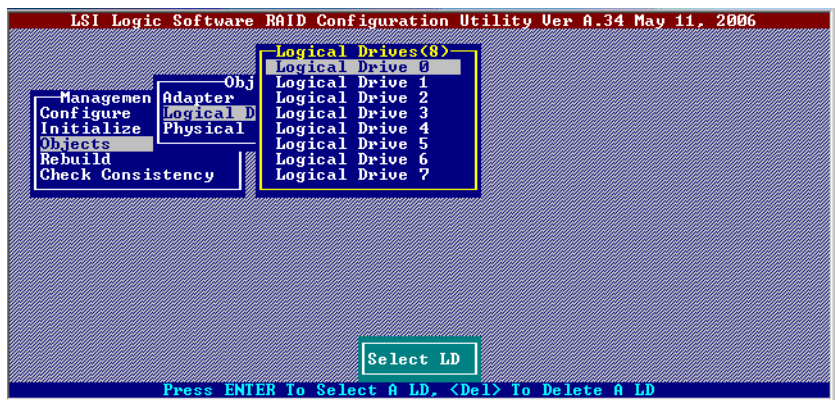 LSI Logic Software RAID Configuration Utility Ver A.34 May 11, 2006
Logical Drives(8)
Logical Drive 0
Logical Drive 1
Logical Drive 2
Logical Drive 3
Logical Drive 4
Logical Drive 5
Logical Drive 6
Logical Drive 7
Obj
Adapter
Logical D
Physical
Managemen
Configure
Initialize
Objects
Rebuild
Check Consistency
Select LD
Press ENTER To Select A LD, <Del> To Delete A LD